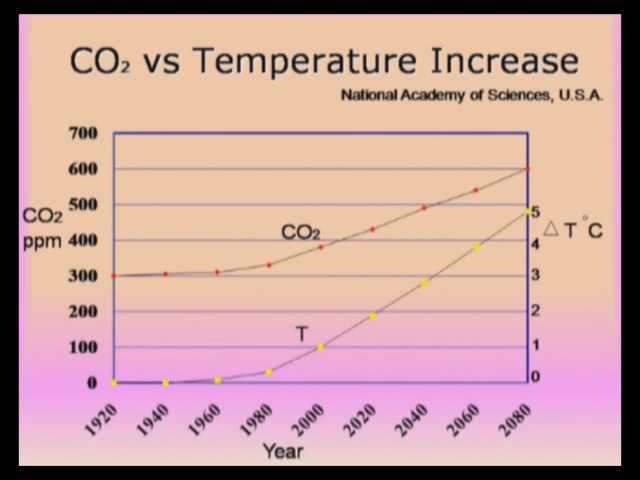 CO₂ vs Temperature Increase
National Academy of Sciences, U.S.A.
700
600
500
400
300
200
100
0
CO2
ppm
CO₂
T
5
4
3
2
1
0
△T°C
1920
1940
1960
1980
2000
2020
2040
2060
2080
Year